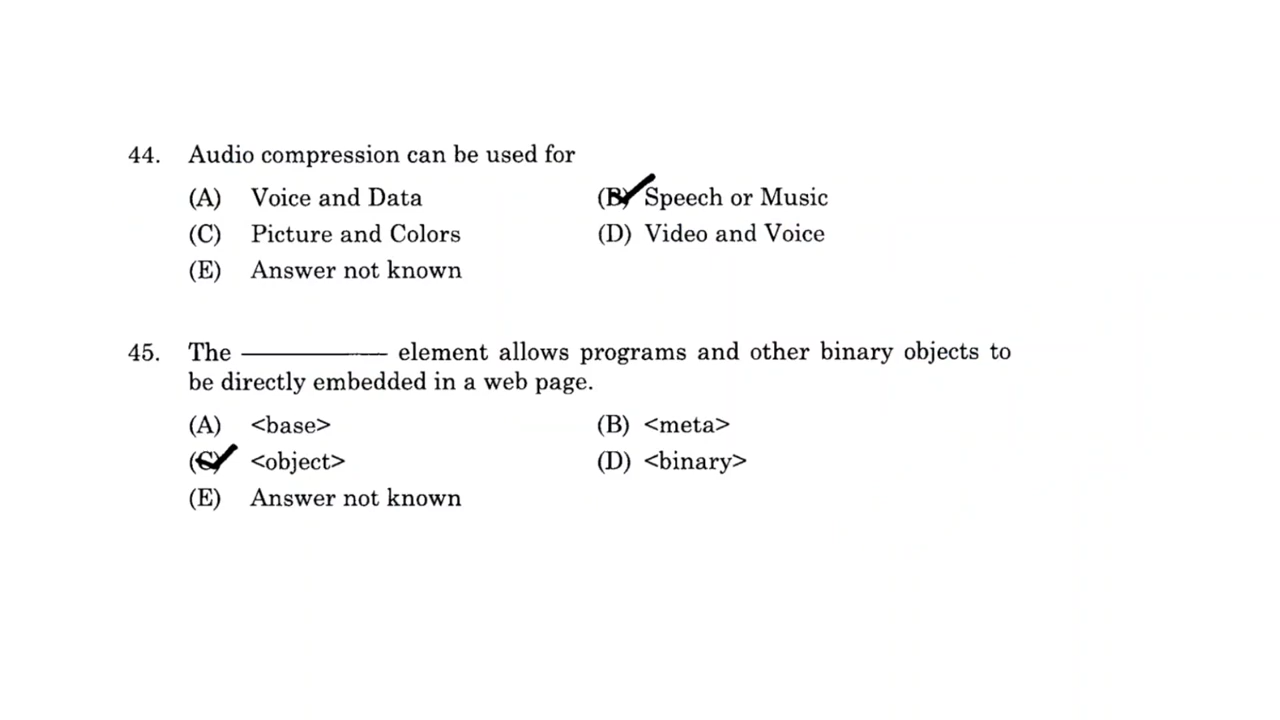 44. Audio compression can be used for
(A) Voice and Data (B) Speech or Music
(C) Picture and Colors (D) Video and Voice
(E) Answer not known
45. The ———— element allows programs and other binary objects to
be directly embedded in a web page.
(A) <base> (B) <meta>
(C) <object> (D) <binary>
(E) Answer not known